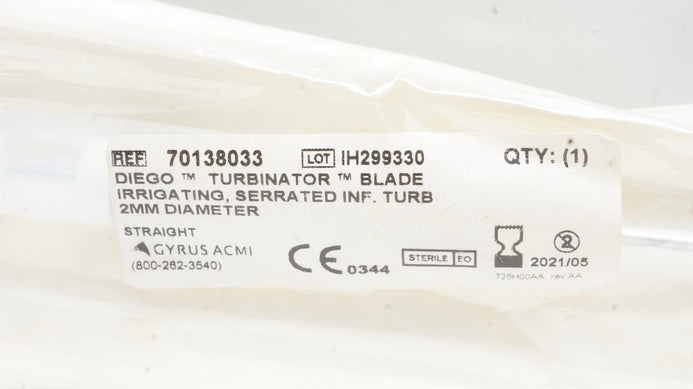 REF 70138033 LOT IH299330 QTY: (1)
DIEGO ™ TURBINATOR ™ BLADE
IRRIGATING, SERRATED INF. TURB
2MM DIAMETER
STRAIGHT
GYRUS ACMI
(800-262-3540)
CE 0344
STERILE EO
2
2021/05
T26H00AA, rev.AA